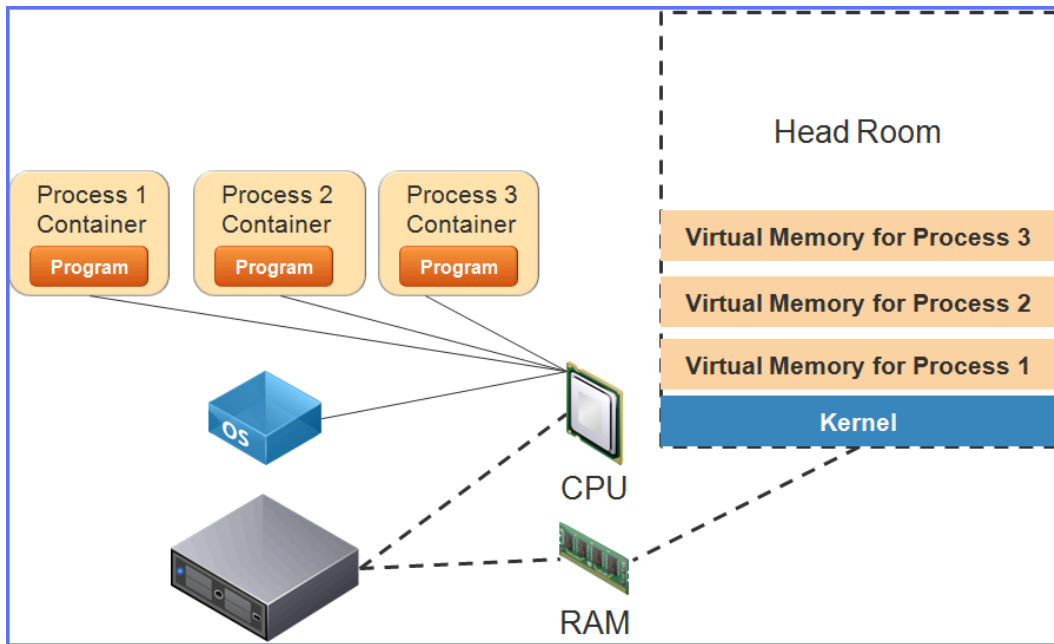 Head Room
Process 1
Container
Program
Process 2
Container
Program
Process 3
Container
Program
Virtual Memory for Process 3
Virtual Memory for Process 2
Virtual Memory for Process 1
Kernel
OS
CPU
RAM